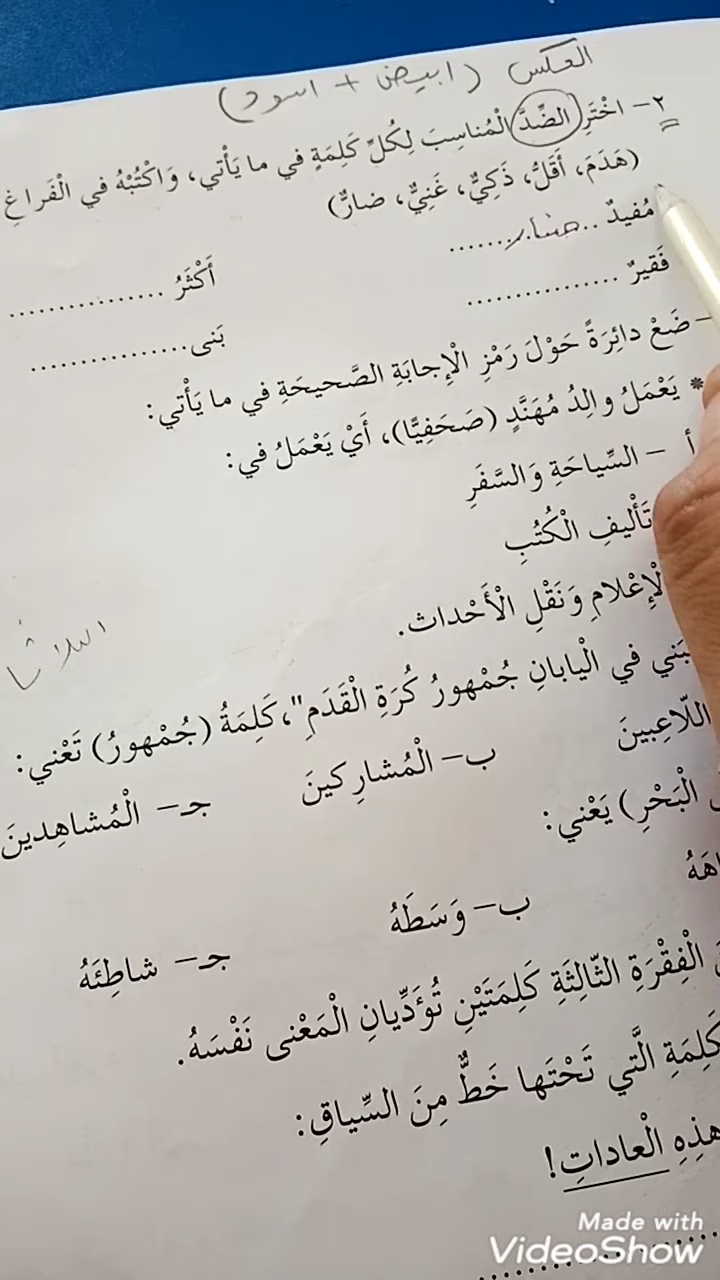 العكس (ابيض + اسود)
٢- اخْتَرِ الضِّدَّ الْمُناسِبَ لِكُلِّ كَلِمَةٍ في ما يَأْتي، وَاكْتُبْهُ في الْفَراغِ
(هَدَمَ، أَقَلُّ، ذَكِيٌّ، غَنِيٌّ، ضارٌّ)
مُفيدٌ ..ضار........ أَكْثَرُ ................
فَقيرٌ ................ بَنى................
- ضَعْ دائِرَةً حَوْلَ رَمْزِ الْإِجابَةِ الصَّحيحَةِ في ما يَأْتي:
* يَعْمَلُ والِدُ مُهَنَّدٍ (صَحَفِيًّا)، أَيْ يَعْمَلُ في:
أ - السِّياحَةِ وَالسَّفَرِ
تَأْليفِ الْكُتُبِ
الْإِعْلامِ وَنَقْلِ الْأَحْداث.
في الْيابانِ جُمْهورُ كُرَةِ الْقَدَمِ"، كَلِمَةُ (جُمْهورُ) تَعْني:
اللّاعِبينَ ب- الْمُشارِكينَ جـ- الْمُشاهِدينَ
الْبَحْرِ) يَعْني:
ب- وَسَطَهُ جـ- شاطِئَهُ
الْفِقْرَةِ الثّالِثَةِ كَلِمَتَيْنِ تُؤَدِّيانِ الْمَعْنى نَفْسَهُ.
كَلِمَةِ الَّتي تَحْتَها خَطٌّ مِنَ السِّياقِ:
هذِهِ الْعاداتِ!
Made with
VideoShow